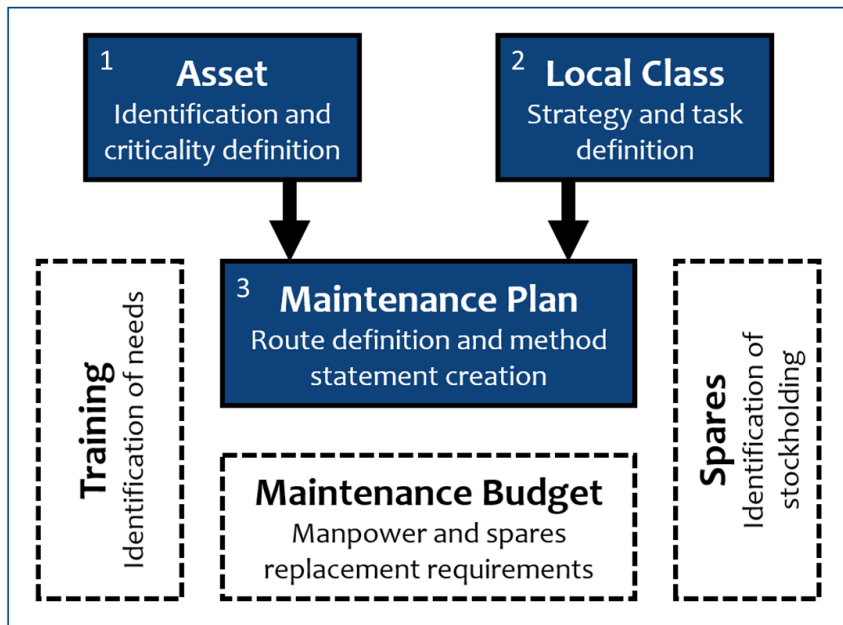 1
Asset
Identification and
criticality definition
2
Local Class
Strategy and task
definition
3
Maintenance Plan
Route definition and method
statement creation
Training
Identification of needs
Maintenance Budget
Manpower and spares
replacement requirements
Spares
Identification of
stockholding